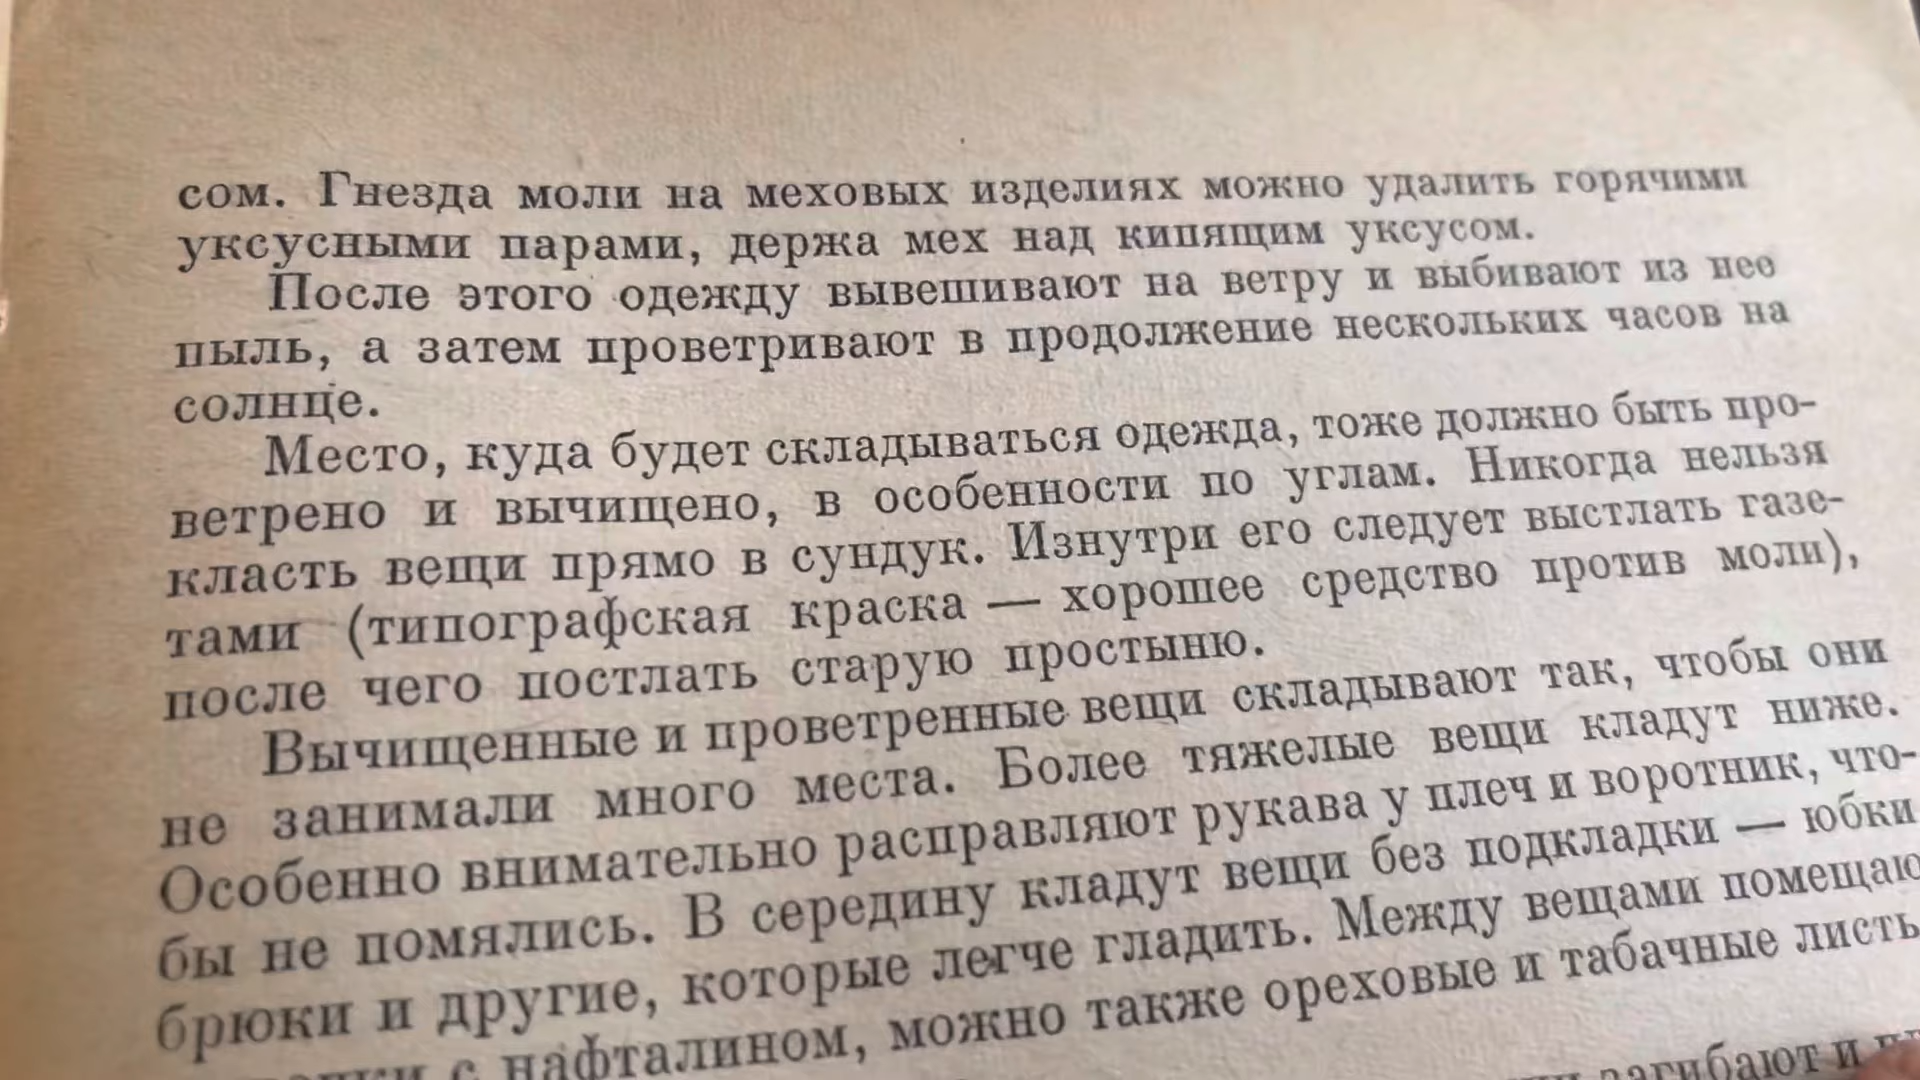 сом. Гнезда моли на меховых изделиях можно удалить горячими
уксусными парами, держа мех над кипящим уксусом.
После этого одежду вывешивают на ветру и выбивают из нее
пыль, а затем проветривают в продолжение нескольких часов на
солнце.
Место, куда будет складываться одежда, тоже должно быть про-
ветрено и вычищено, в особенности по углам. Никогда нельзя
класть вещи прямо в сундук. Изнутри его следует выстлать газе-
тами (типографская краска — хорошее средство против моли),
после чего постлать старую простыню.
Вычищенные и проветренные вещи складывают так, чтобы они
не занимали много места. Более тяжелые вещи кладут ниже.
Особенно внимательно расправляют рукава у плеч и воротник, что-
бы не помялись. В середину кладут вещи без подкладки — юбки
брюки и другие, которые легче гладить. Между вещами помещаю
с нафталином, можно также ореховые и табачные листь
загибают и